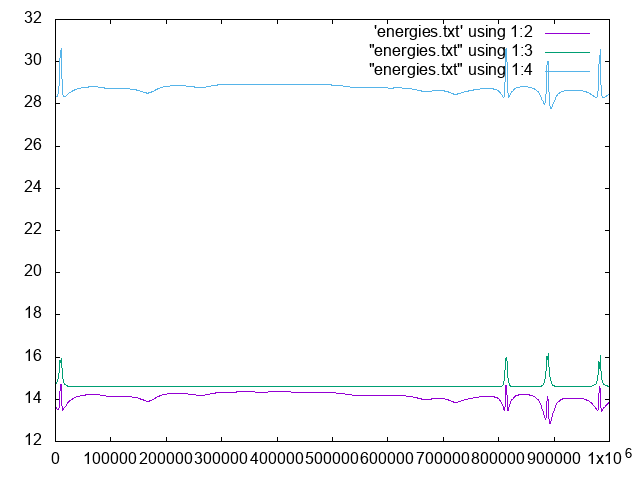 32
30
28
26
24
22
20
18
16
14
12
'energies.txt' using 1:2
"energies.txt" using 1:3
"energies.txt" using 1:4
0 100000 200000 300000 400000 500000 600000 700000 800000 900000 1x10^6